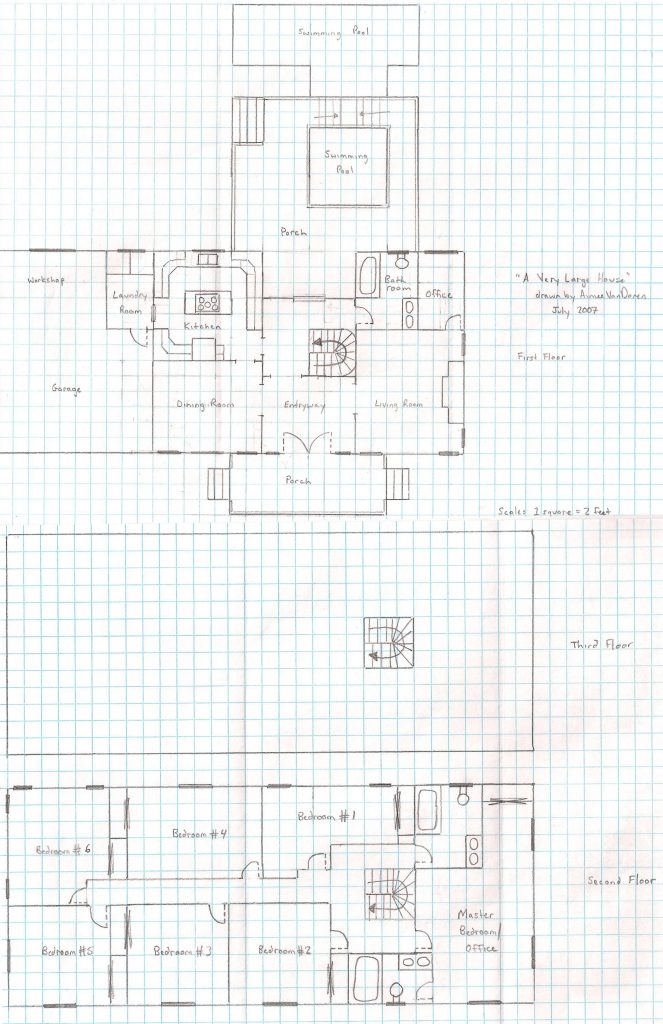 Swimming Pool
Swimming
Pool
Porch
Workshop
Laundry
Room
Kitchen
Bath
room
Office
"A Very Large House"
drawn by Aimee VanDoren
July 2007
First Floor
Garage
Dining Room
Entryway
Living Room
Porch
Scale: 1 square = 2 feet
Third Floor
Bedroom #1
Bedroom #4
Bedroom #6
Second Floor
Master
Bedroom/
Office
Bedroom #5
Bedroom #3
Bedroom #2